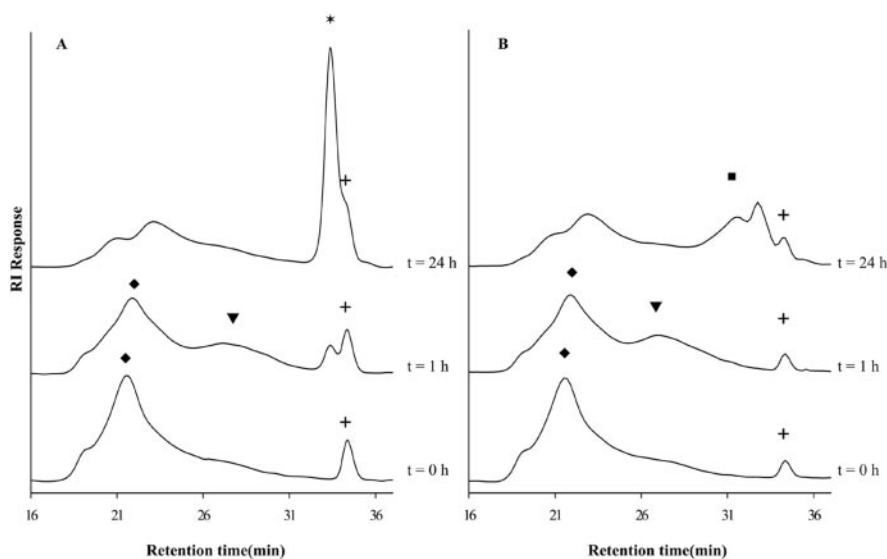 A
B
✶
+
■
+
t = 24 h
t = 24 h
RI Response
◆
▼
+
t = 1 h
◆
▼
+
t = 1 h
◆
+
t = 0 h
◆
+
t = 0 h
16 21 26 31 36
16 21 26 31 36
Retention time(min)
Retention time(min)